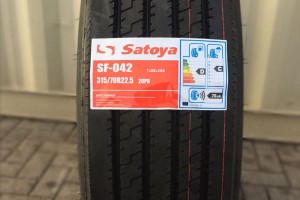 Satoya
SF-042
TUBELESS
315/70R22.5 20PR
D
C